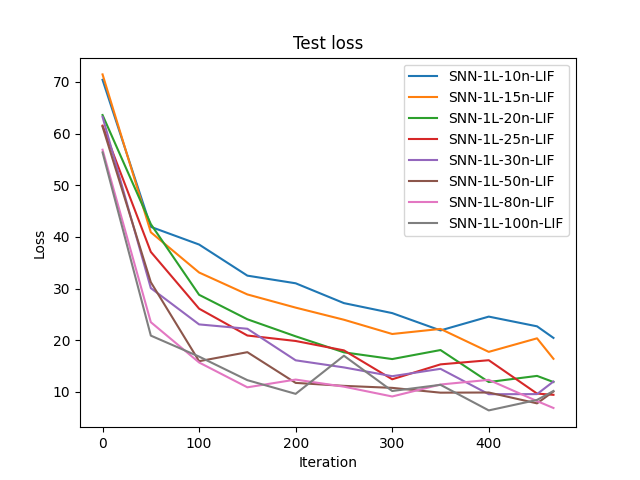 Test loss
SNN-1L-10n-LIF
SNN-1L-15n-LIF
SNN-1L-20n-LIF
SNN-1L-25n-LIF
SNN-1L-30n-LIF
SNN-1L-50n-LIF
SNN-1L-80n-LIF
SNN-1L-100n-LIF
70
60
50
40
30
20
10
Loss
0 100 200 300 400
Iteration